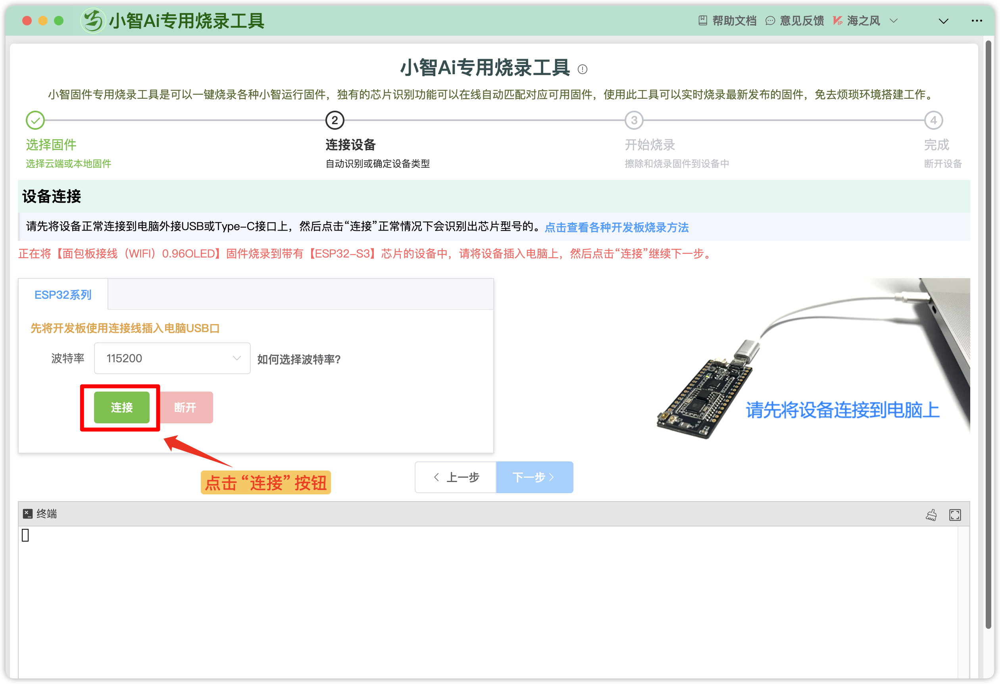 小智Ai专用烧录工具
帮助文档 意见反馈 VIP 海之风
小智Ai专用烧录工具
小智固件专用烧录工具是可以一键烧录各种小智运行固件，独有的芯片识别功能可以在线自动匹配对应可用固件，使用此工具可以实时烧录最新发布的固件，免去烦琐环境搭建工作。
2 3 4
选择固件 连接设备 开始烧录 完成
选择云端或本地固件 自动识别或确定设备类型 擦除和烧录固件到设备中 断开设备
设备连接
请先将设备正常连接到电脑外接USB或Type-C接口上，然后点击“连接”正常情况下会识别出芯片型号的。点击查看各种开发板烧录方法
正在将【面包板接线（WIFI）0.96OLED】固件烧录到带有【ESP32-S3】芯片的设备中，请将设备插入电脑上，然后点击“连接”继续下一步。
ESP32系列
先将开发板使用连接线插入电脑USB口
波特率 115200 如何选择波特率?
连接 断开
请先将设备连接到电脑上
点击“连接”按钮
上一步 下一步
终端